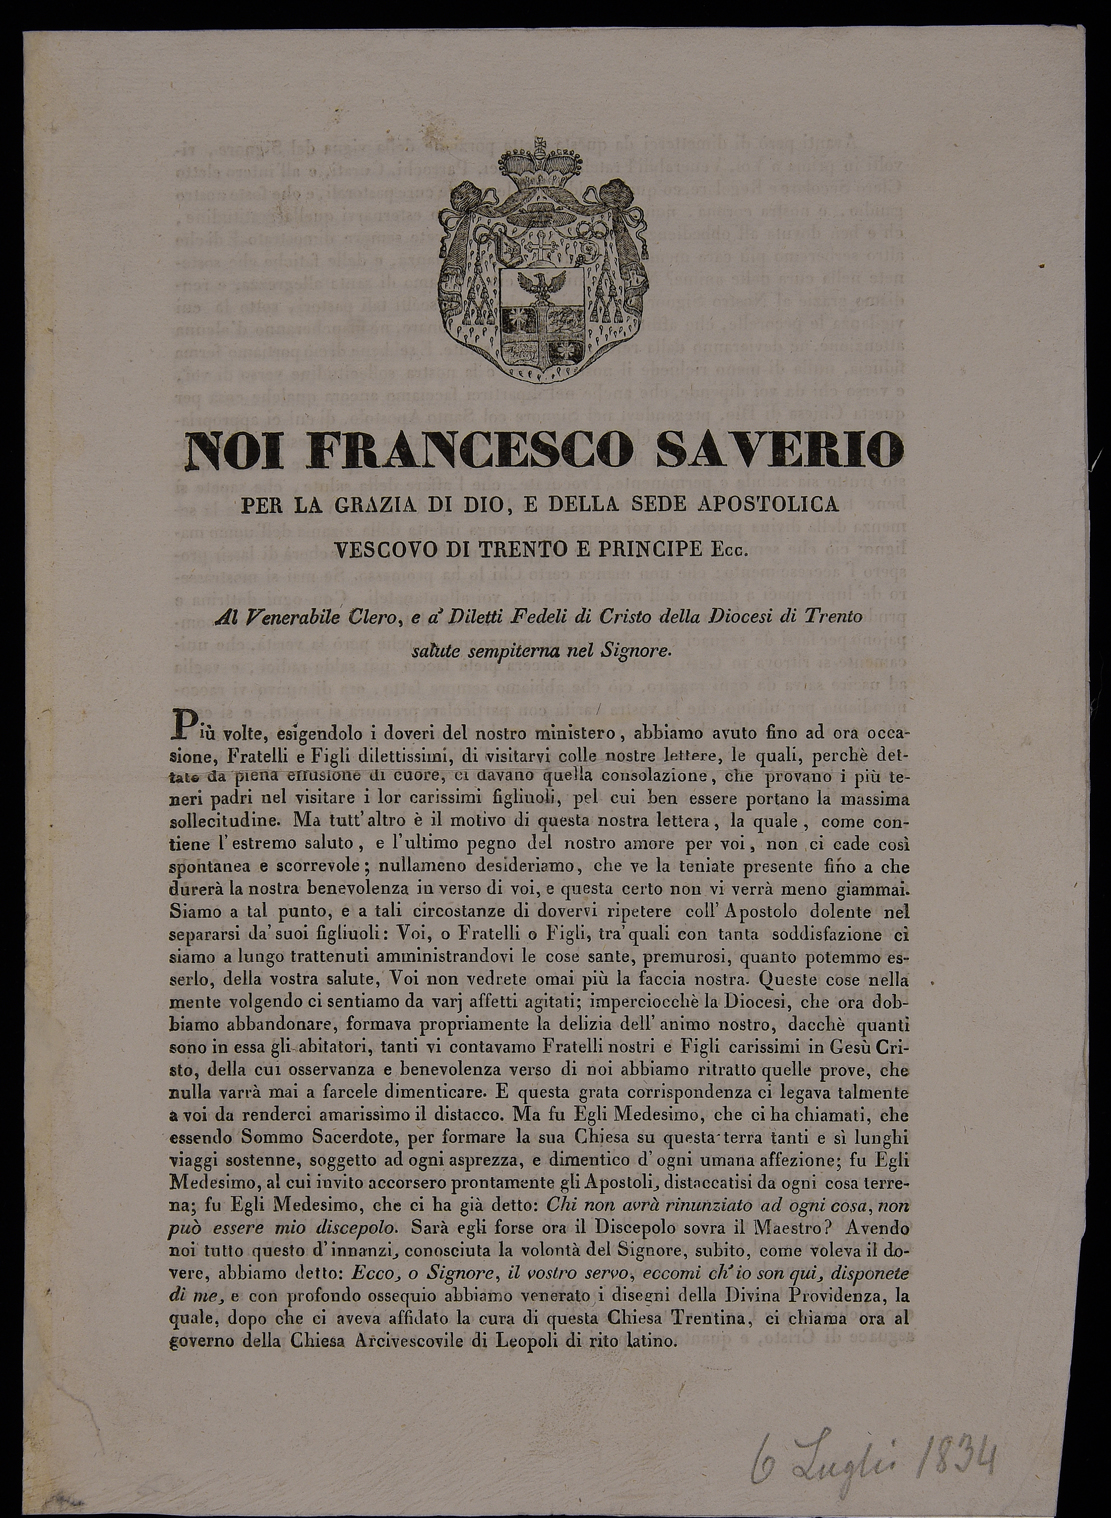 NOI FRANCESCO SAVERIO
PER LA GRAZIA DI DIO, E DELLA SEDE APOSTOLICA
VESCOVO DI TRENTO E PRINCIPE Ecc.
Al Venerabile Clero, e a' Diletti Fedeli di Cristo della Diocesi di Trento
salute sempiterna nel Signore.
Più volte, esigendolo i doveri del nostro ministero, abbiamo avuto fino ad ora occa-
sione, Fratelli e Figli dilettissimi, di visitarvi colle nostre lettere, le quali, perchè det-
tate da piena effusione di cuore, ci davano quella consolazione, che provano i più te-
neri padri nel visitare i lor carissimi figliuoli, pel cui ben essere portano la massima
sollecitudine. Ma tutt' altro è il motivo di questa nostra lettera, la quale, come con-
tiene l' estremo saluto, e l'ultimo pegno del nostro amore per voi, non ci cade così
spontanea e scorrevole; nullameno desideriamo, che ve la teniate presente fino a che
durerà la nostra benevolenza in verso di voi, e questa certo non vi verrà meno giammai.
Siamo a tal punto, e a tali circostanze di dovervi ripetere coll' Apostolo dolente nel
separarsi da' suoi figliuoli: Voi, o Fratelli o Figli, tra' quali con tanta soddisfazione ci
siamo a lungo trattenuti amministrandovi le cose sante, premurosi, quanto potemmo es-
serlo, della vostra salute, Voi non vedrete omai più la faccia nostra. Queste cose nella
mente volgendo ci sentiamo da varj affetti agitati; imperciocchè la Diocesi, che ora dob-
biamo abbandonare, formava propriamente la delizia dell' animo nostro, dacchè quanti
sono in essa gli abitatori, tanti vi contavamo Fratelli nostri e Figli carissimi in Gesù Cri-
sto, della cui osservanza e benevolenza verso di noi abbiamo ritratto quelle prove, che
nulla varrà mai a farcele dimenticare. E questa grata corrispondenza ci legava talmente
a voi da renderci amarissimo il distacco. Ma fu Egli Medesimo, che ci ha chiamati, che
essendo Sommo Sacerdote, per formare la sua Chiesa su questa terra tanti e sì lunghi
viaggi sostenne, soggetto ad ogni asprezza, e dimentico d' ogni umana affezione; fu Egli
Medesimo, al cui invito accorsero prontamente gli Apostoli, distaccatisi da ogni cosa terre-
na; fu Egli Medesimo, che ci ha già detto: Chi non avrà rinunziato ad ogni cosa, non
può essere mio discepolo. Sarà egli forse ora il Discepolo sovra il Maestro? Avendo
noi tutto questo d' innanzi, conosciuta la volontà del Signore, subito, come voleva il do-
vere, abbiamo detto: Ecco, o Signore, il vostro servo, eccomi ch' io son qui, disponete
di me, e con profondo ossequio abbiamo venerato i disegni della Divina Providenza, la
quale, dopo che ci aveva affidato la cura di questa Chiesa Trentina, ci chiama ora al
governo della Chiesa Arcivescovile di Leopoli di rito latino.
6 Luglio 1834